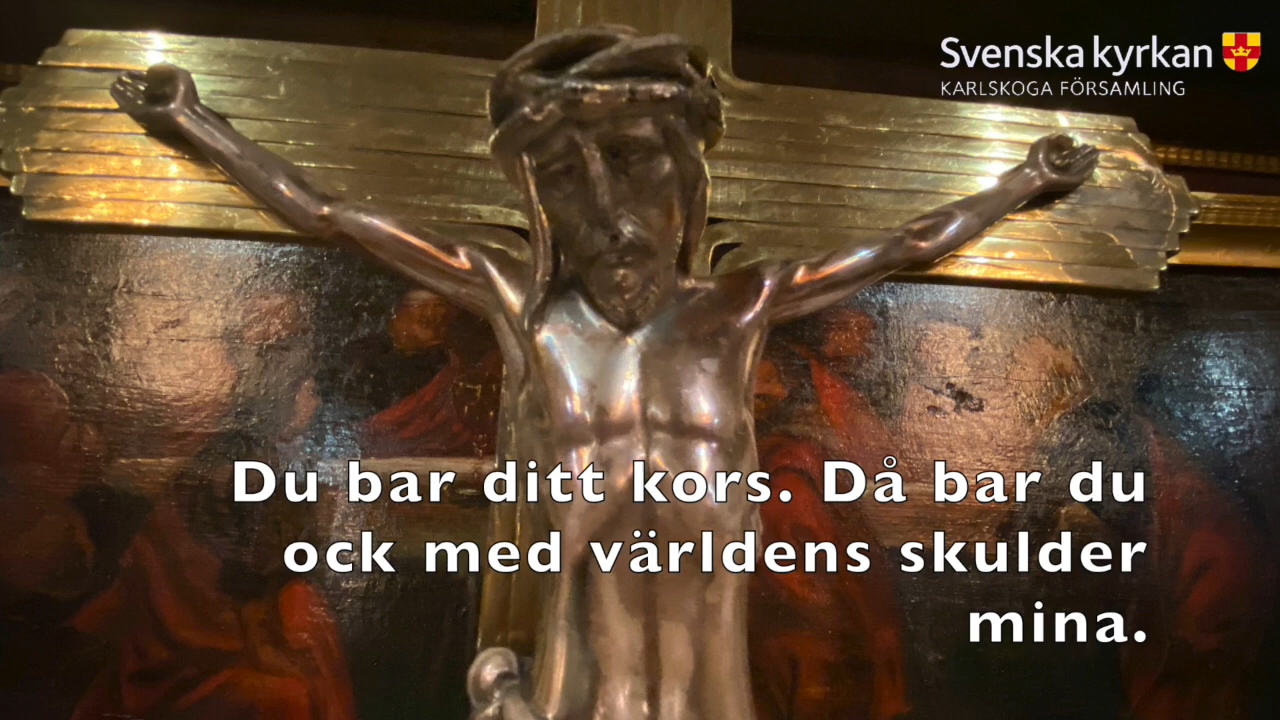 Svenska kyrkan
KARLSKOGA FÖRSAMLING
Du bar ditt kors. Då bar du
ock med världens skulder
mina.